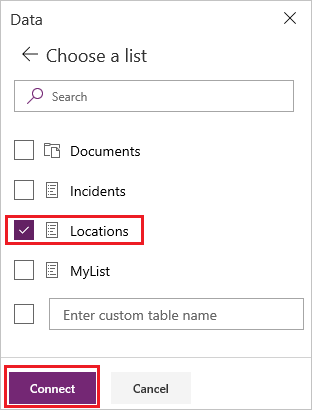 Data
Choose a list
Search
Documents
Incidents
Locations
MyList
Enter custom table name
Connect
Cancel